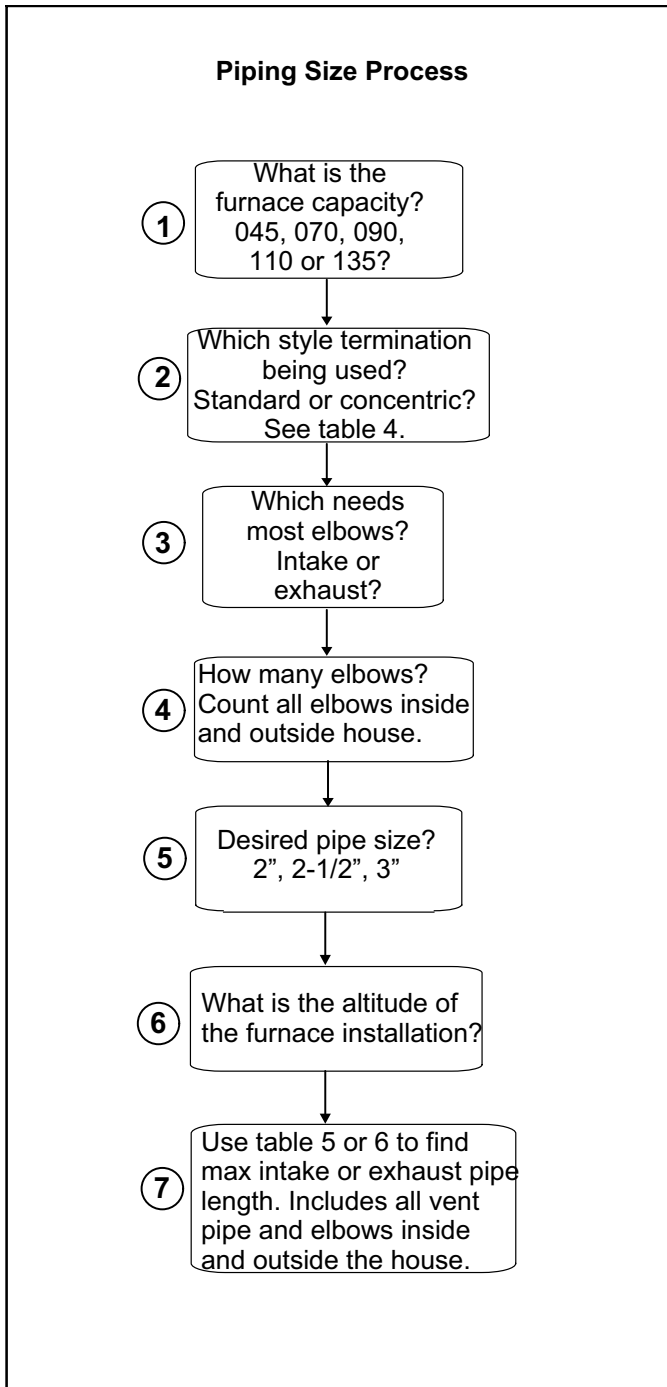 Piping Size Process
1
What is the
furnace capacity?
045, 070, 090,
110 or 135?
2
Which style termination
being used?
Standard or concentric?
See table 4.
3
Which needs
most elbows?
Intake or
exhaust?
4
How many elbows?
Count all elbows inside
and outside house.
5
Desired pipe size?
2”, 2-1/2”, 3”
6
What is the altitude of
the furnace installation?
7
Use table 5 or 6 to find
max intake or exhaust pipe
length. Includes all vent
pipe and elbows inside
and outside the house.